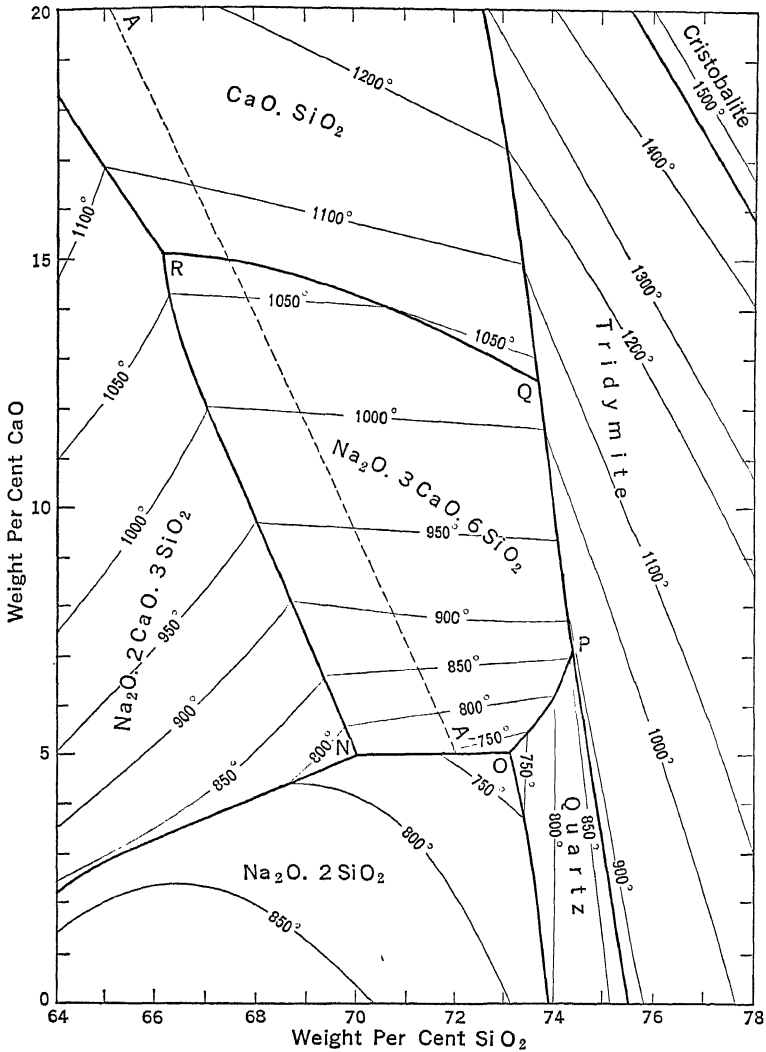 20
A
1200°
CaO. SiO₂
Cristobalite
1500°
1400°
1100°
1100°
15
R
1050°
1050°
1300°
1200°
Tridymite
1050°
Q
1000°
Na₂O. 3CaO. 6SiO₂
Weight Per Cent CaO
10
1000°
950°
1100°
950°
Na₂O. 2CaO. 3SiO₂
900°
P
850°
900°
800°
1000°
A
750°
800°
N
5
O
850°
750°
750°
800°
850°
Quartz
800°
900°
Na₂O. 2SiO₂
850°
0
64
66
68
70
72
74
76
78
Weight Per Cent SiO₂